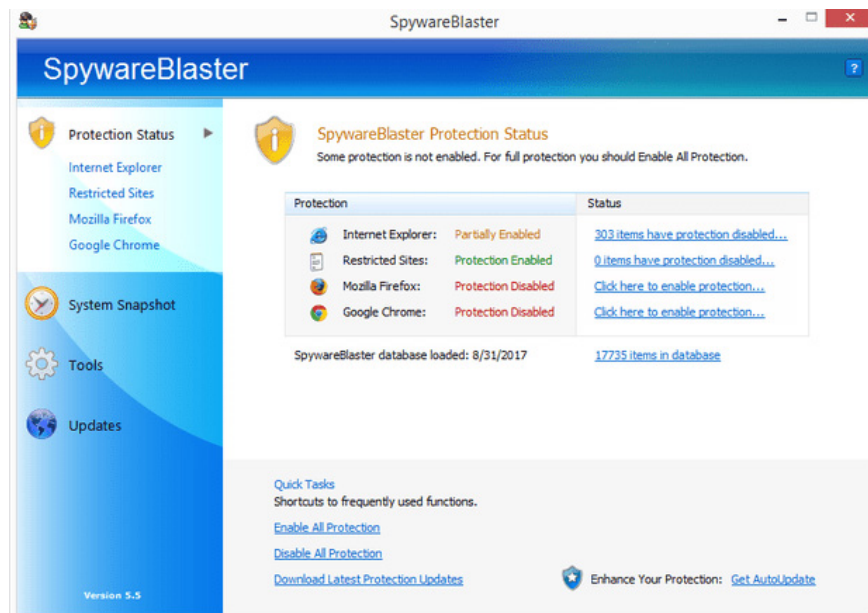 SpywareBlaster
SpywareBlaster
?
Protection Status
Internet Explorer
Restricted Sites
Mozilla Firefox
Google Chrome
System Snapshot
Tools
Updates
Version 5.5
SpywareBlaster Protection Status
Some protection is not enabled. For full protection you should Enable All Protection.
Protection Status
Internet Explorer: Partially Enabled 303 items have protection disabled...
Restricted Sites: Protection Enabled 0 items have protection disabled...
Mozilla Firefox: Protection Disabled Click here to enable protection...
Google Chrome: Protection Disabled Click here to enable protection...
SpywareBlaster database loaded: 8/31/2017 17735 items in database
Quick Tasks
Shortcuts to frequently used functions.
Enable All Protection
Disable All Protection
Download Latest Protection Updates
Enhance Your Protection: Get AutoUpdate